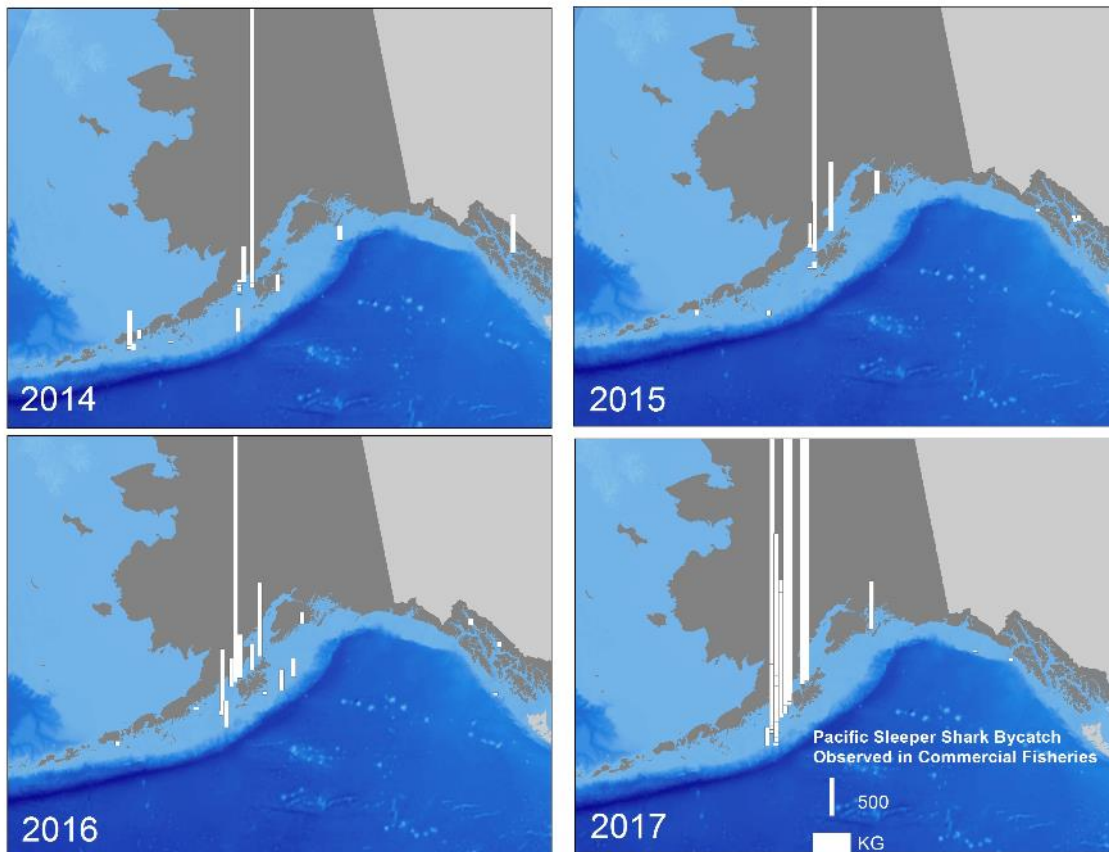 2014
2015
2016
2017
Pacific Sleeper Shark Bycatch
Observed in Commercial Fisheries
500
KG